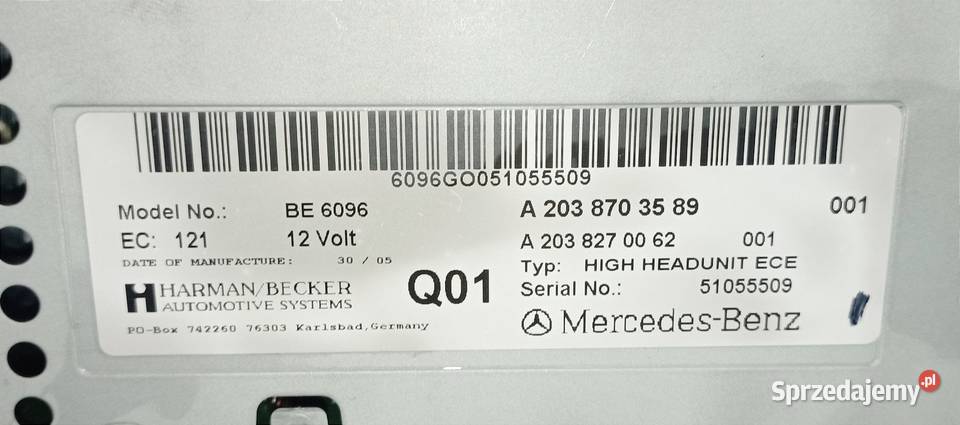 6096GO051055509
Model No.: BE 6096 A 203 870 35 89 001
EC: 121 12 Volt A 203 827 00 62 001
DATE OF MANUFACTURE: 30 / 05 Q01 Typ: HIGH HEADUNIT ECE
HARMAN/BECKER Serial No.: 51055509
AUTOMOTIVE SYSTEMS Mercedes-Benz
PO-Box 742260 76303 Karlsbad,Germany
Sprzedajemy.pl